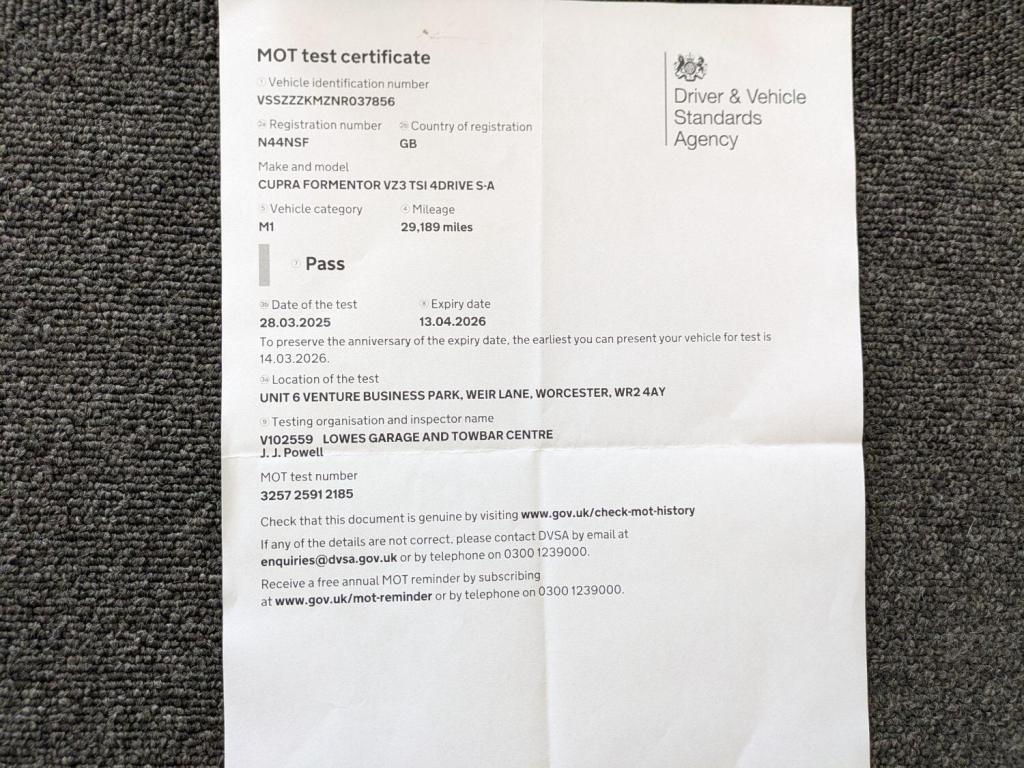 MOT test certificate
Driver & Vehicle
Standards
Agency
Vehicle identification number
VSSZZZKMZNR037856
Registration number Country of registration
N44NSF GB
Make and model
CUPRA FORMENTOR VZ3 TSI 4DRIVE S-A
Vehicle category Mileage
M1 29,189 miles
Pass
Date of the test Expiry date
28.03.2025 13.04.2026
To preserve the anniversary of the expiry date, the earliest you can present your vehicle for test is
14.03.2026.
Location of the test
UNIT 6 VENTURE BUSINESS PARK, WEIR LANE, WORCESTER, WR2 4AY
Testing organisation and inspector name
V102559 LOWES GARAGE AND TOWBAR CENTRE
J. J. Powell
MOT test number
3257 2591 2185
Check that this document is genuine by visiting www.gov.uk/check-mot-history
If any of the details are not correct, please contact DVSA by email at
enquiries@dvsa.gov.uk or by telephone on 0300 1239000.
Receive a free annual MOT reminder by subscribing
at www.gov.uk/mot-reminder or by telephone on 0300 1239000.